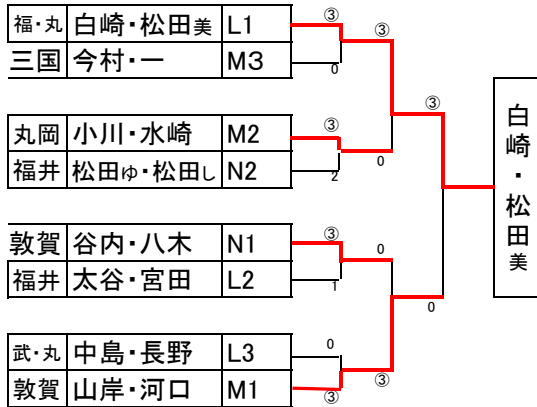 福・丸 白崎・松田美 L1 ③ ③
三国 今村・一 M3 0
③
丸岡 小川・水崎 M2 ③
福井 松田ゆ・松田し N2 2 0
白崎・松田美
敦賀 谷内・八木 N1 ③ 0
福井 太谷・宮田 L2 1
0
武・丸 中島・長野 L3 0
敦賀 山岸・河口 M1 ③ ③